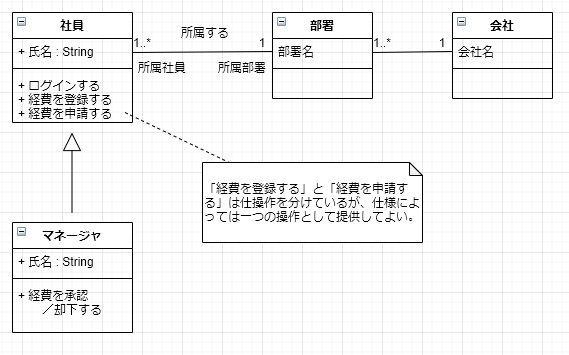 社員
+ 氏名 : String
+ ログインする
+ 経費を登録する
+ 経費を申請する
所属する
1..*
1
所属社員
所属部署
部署
部署名
1..*
1
会社
会社名
「経費を登録する」と「経費を申請す
る」は仕操作を分けているが、仕様によ
っては一つの操作として提供してよい。
マネージャ
+ 氏名 : String
+ 経費を承認
／却下する